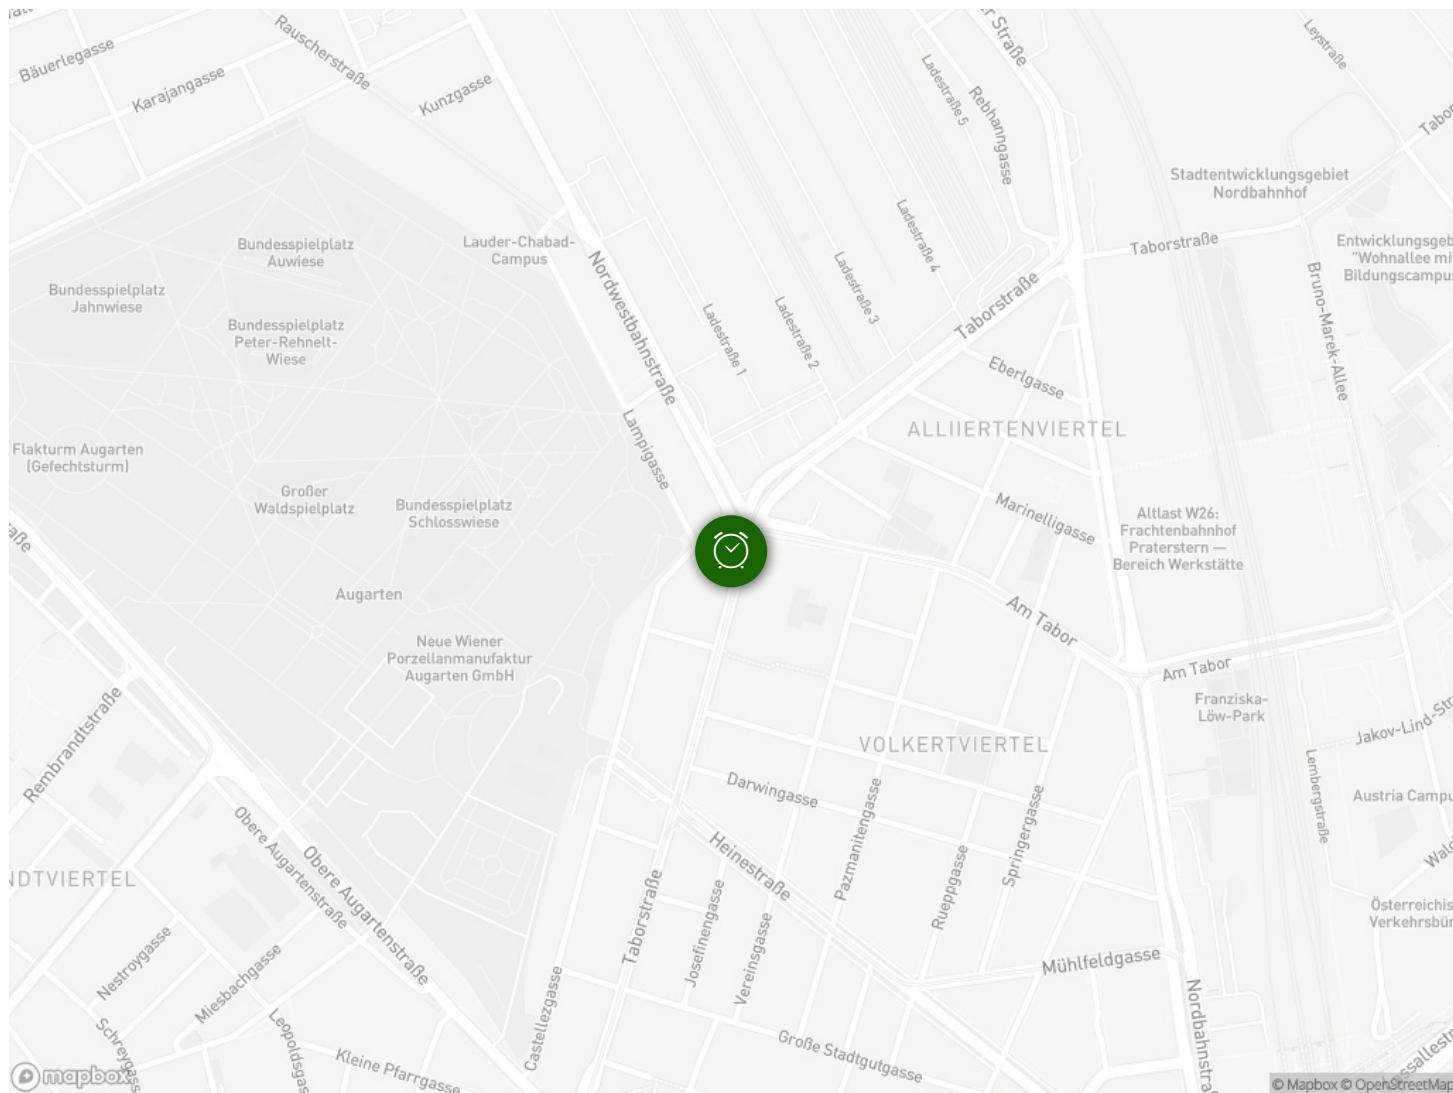 Rauscherstraße
Bäuerlegasse
Karajangasse
Kunzgasse
Ladestraße 5
Rebhanngasse
Leystraße
Stadtentwicklungsgebiet
Nordbahnhof
Bundesspielplatz
Auwiese
Lauder-Chabad-
Campus
Nordwestbahnstraße
Ladestraße 4
Ladestraße 3
Taborstraße
Taborstraße
Bundesspielplatz
Jahnwiese
Bundesspielplatz
Peter-Rehnelt-
Wiese
Ladestraße 1
Ladestraße 2
Bruno-Marek-Allee
Eberlgasse
ALLIIERTENVIERTEL
Flakturm Augarten
(Gefechtsturm)
Lampigasse
Großer
Waldspielplatz
Bundesspielplatz
Schlosswiese
Marinelligasse
Altlast W26:
Frachtenbahnhof
Praterstern —
Bereich Werkstätte
Augarten
Am Tabor
Neue Wiener
Porzellanmanufaktur
Augarten GmbH
Am Tabor
Franziska-
Löw-Park
Rembrandtstraße
VOLKERTVIERTEL
Darwingasse
Pazmanitengasse
Springergasse
Lembergstraße
Obere Augartenstraße
Obere Augartenstraße
Heinestraße
Rueppgasse
Taborstraße
Josefinengasse
Vereinsgasse
Nestroygasse
Miesbachgasse
Mühlfeldgasse
Castellezgasse
Große Stadtgutgasse
Kleine Pfarrgasse
mapbox
© Mapbox © OpenStreetMap